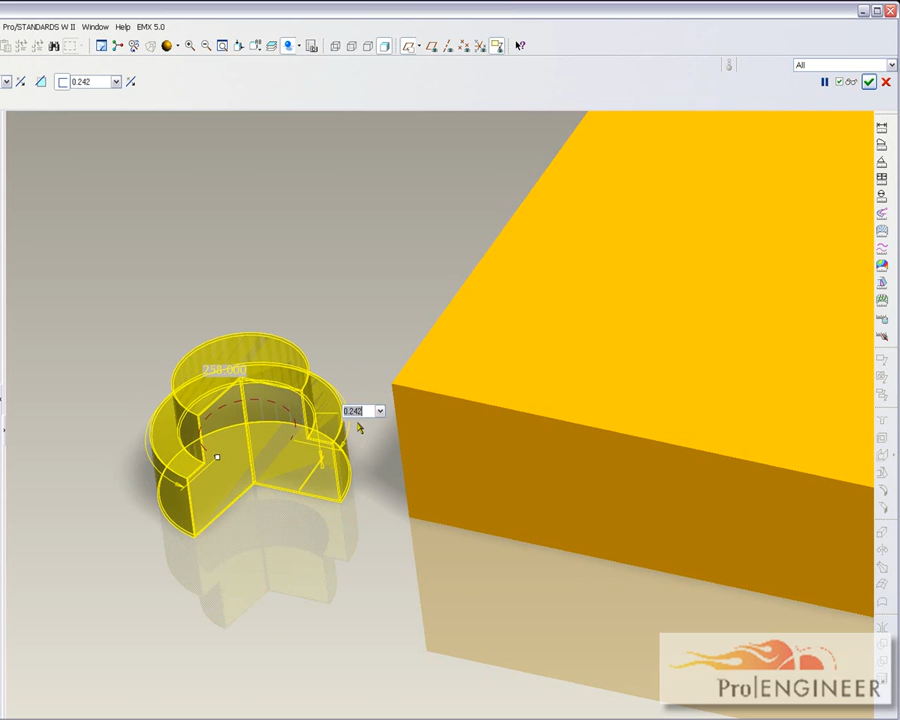 Pro/STANDARDS W II Window Help EMX 5.0
All
0.242
258.000
0.242
Pro|ENGINEER